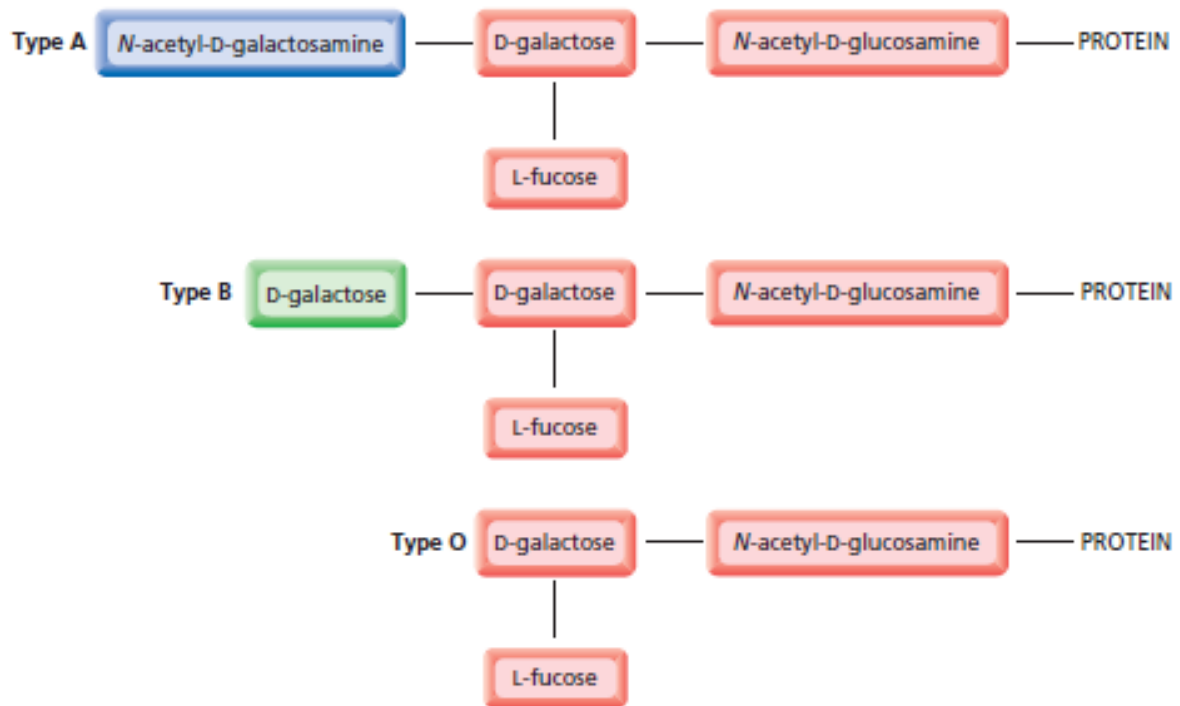 Type A N-acetyl-D-galactosamine D-galactose N-acetyl-D-glucosamine PROTEIN
L-fucose
Type B D-galactose D-galactose N-acetyl-D-glucosamine PROTEIN
L-fucose
Type O D-galactose N-acetyl-D-glucosamine PROTEIN
L-fucose